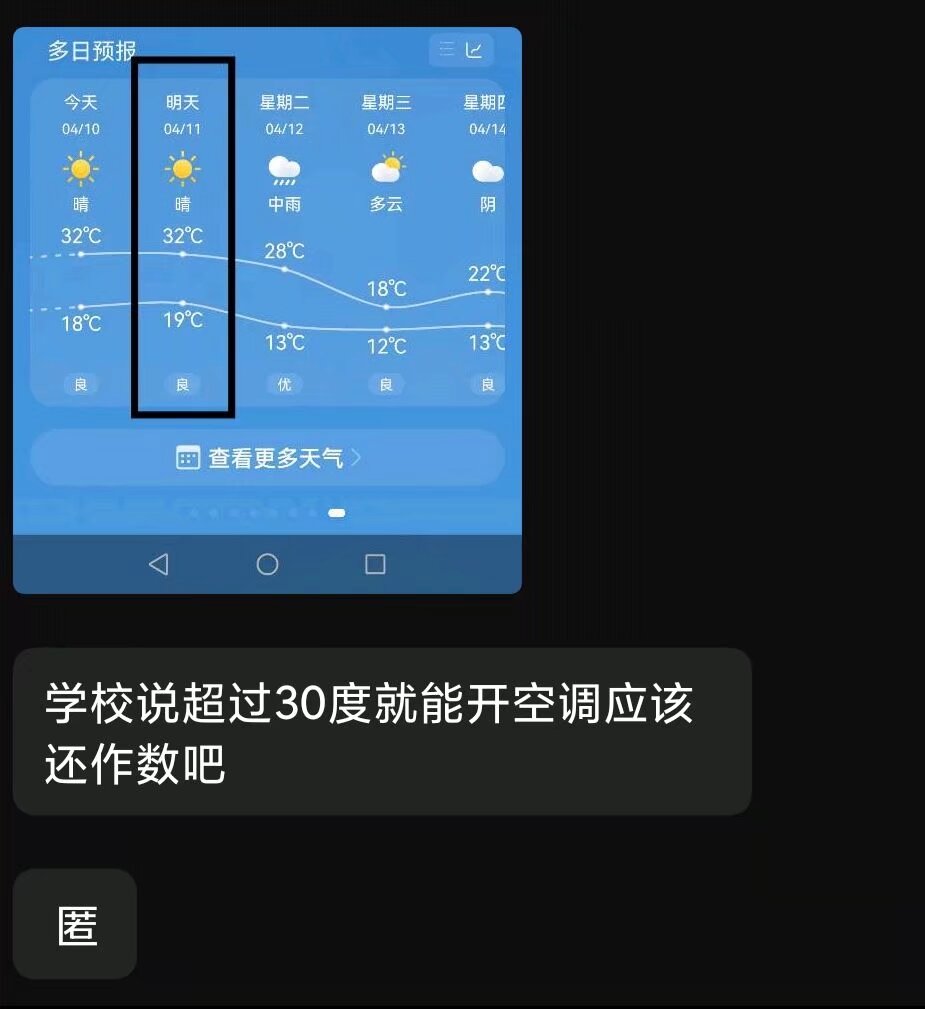 多日预报
今天 明天 星期二 星期三 星期四
04/10 04/11 04/12 04/13 04/14
晴 晴 中雨 多云 阴
32℃ 32℃ 28℃ 18℃ 22℃
18℃ 19℃ 13℃ 12℃ 13℃
良 良 优 良 良
查看更多天气
学校说超过30度就能开空调应该
还作数吧
匿